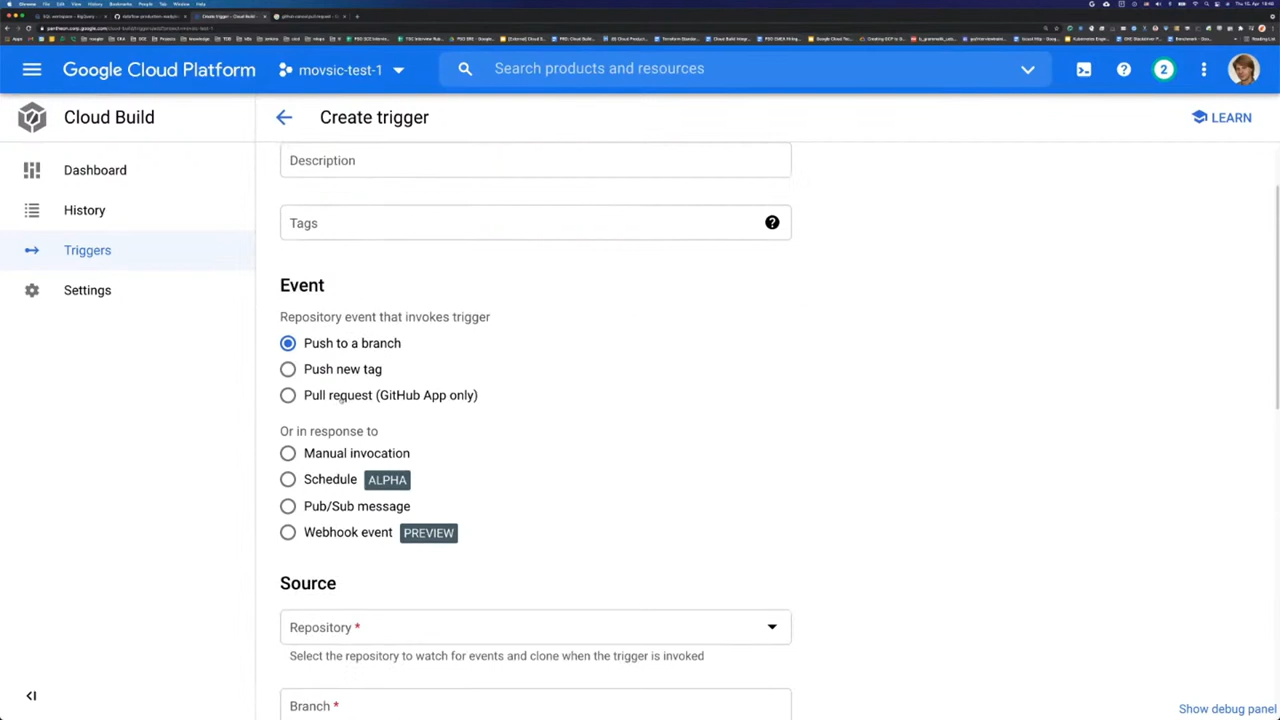 Google Cloud Platform
movsic-test-1
Search products and resources
2
Cloud Build
Create trigger
LEARN
Dashboard
History
Triggers
Settings
Description
Tags
Event
Repository event that invokes trigger
Push to a branch
Push new tag
Pull request (GitHub App only)
Or in response to
Manual invocation
Schedule ALPHA
Pub/Sub message
Webhook event PREVIEW
Source
Repository *
Select the repository to watch for events and clone when the trigger is invoked
Branch *
Show debug panel